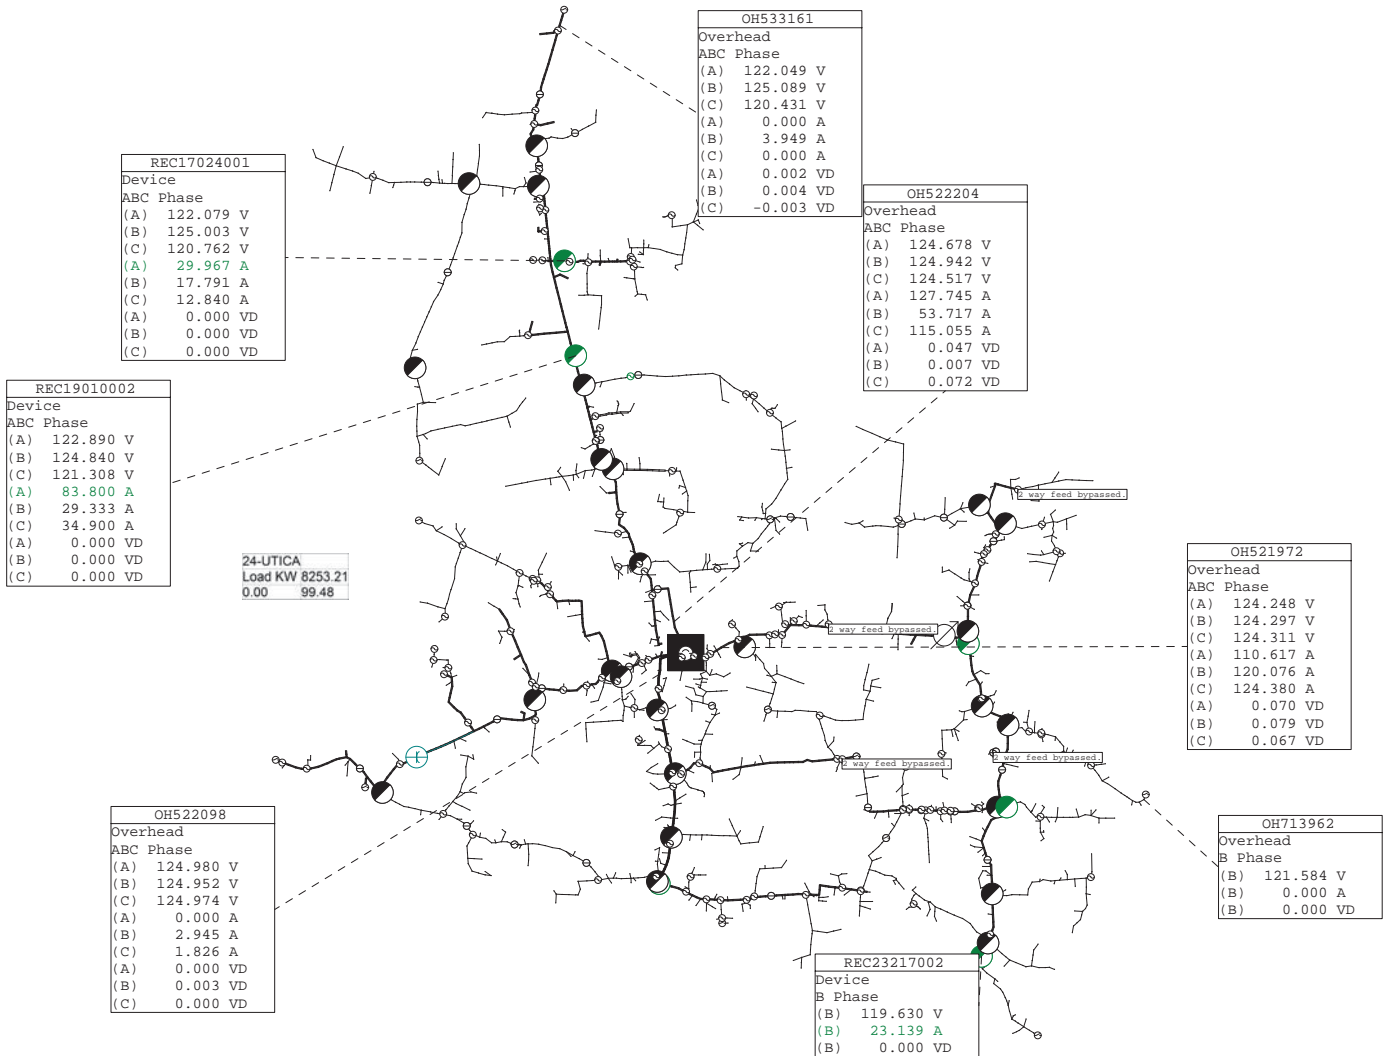 OH533161
Overhead
ABC Phase
(A) 122.049 V
(B) 125.089 V
(C) 120.431 V
(A) 0.000 A
(B) 3.949 A
(C) 0.000 A
(A) 0.002 VD
(B) 0.004 VD
(C) -0.003 VD
REC17024001
Device
ABC Phase
(A) 122.079 V
(B) 125.003 V
(C) 120.762 V
(A) 29.967 A
(B) 17.791 A
(C) 12.840 A
(A) 0.000 VD
(B) 0.000 VD
(C) 0.000 VD
OH522204
Overhead
ABC Phase
(A) 124.678 V
(B) 124.942 V
(C) 124.517 V
(A) 127.745 A
(B) 53.717 A
(C) 115.055 A
(A) 0.047 VD
(B) 0.007 VD
(C) 0.072 VD
REC19010002
Device
ABC Phase
(A) 122.890 V
(B) 124.840 V
(C) 121.308 V
(A) 83.800 A
(B) 29.333 A
(C) 34.900 A
(A) 0.000 VD
(B) 0.000 VD
(C) 0.000 VD
2 way feed bypassed.
24-UTICA
Load KW 8253.21
0.00 99.48
OH521972
Overhead
ABC Phase
(A) 124.248 V
(B) 124.297 V
(C) 124.311 V
(A) 110.617 A
(B) 120.076 A
(C) 124.380 A
(A) 0.070 VD
(B) 0.079 VD
(C) 0.067 VD
2 way feed bypassed.
2 way feed bypassed.
2 way feed bypassed.
r
OH522098
Overhead
ABC Phase
(A) 124.980 V
(B) 124.952 V
(C) 124.974 V
(A) 0.000 A
(B) 2.945 A
(C) 1.826 A
(A) 0.000 VD
(B) 0.003 VD
(C) 0.000 VD
OH713962
Overhead
B Phase
(B) 121.584 V
(B) 0.000 A
(B) 0.000 VD
REC23217002
Device
B Phase
(B) 119.630 V
(B) 23.139 A
(B) 0.000 VD